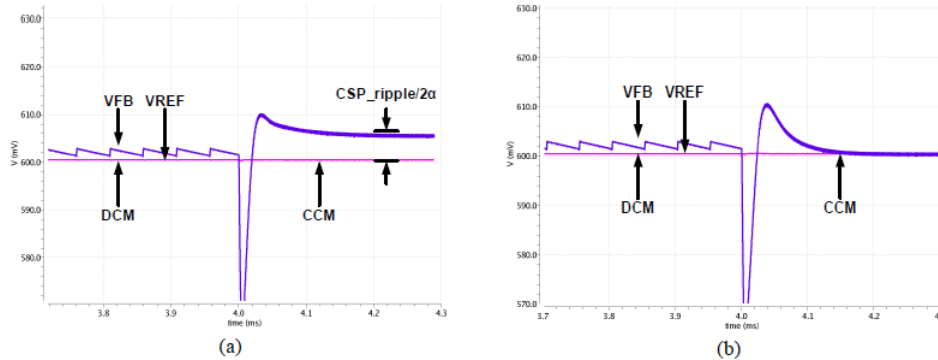 630.0
620.0
610.0
600.0
590.0
580.0
V (mV)
VFB VREF
CSP_ripple/2α
DCM
CCM
3.8 3.9 4.0 4.1 4.2 4.3
time (ms)
(a)
630.0
620.0
610.0
600.0
590.0
580.0
570.0
V (mV)
VFB VREF
DCM
CCM
3.7 3.8 3.9 4.0 4.1 4.2 4.3
time (ms)
(b)